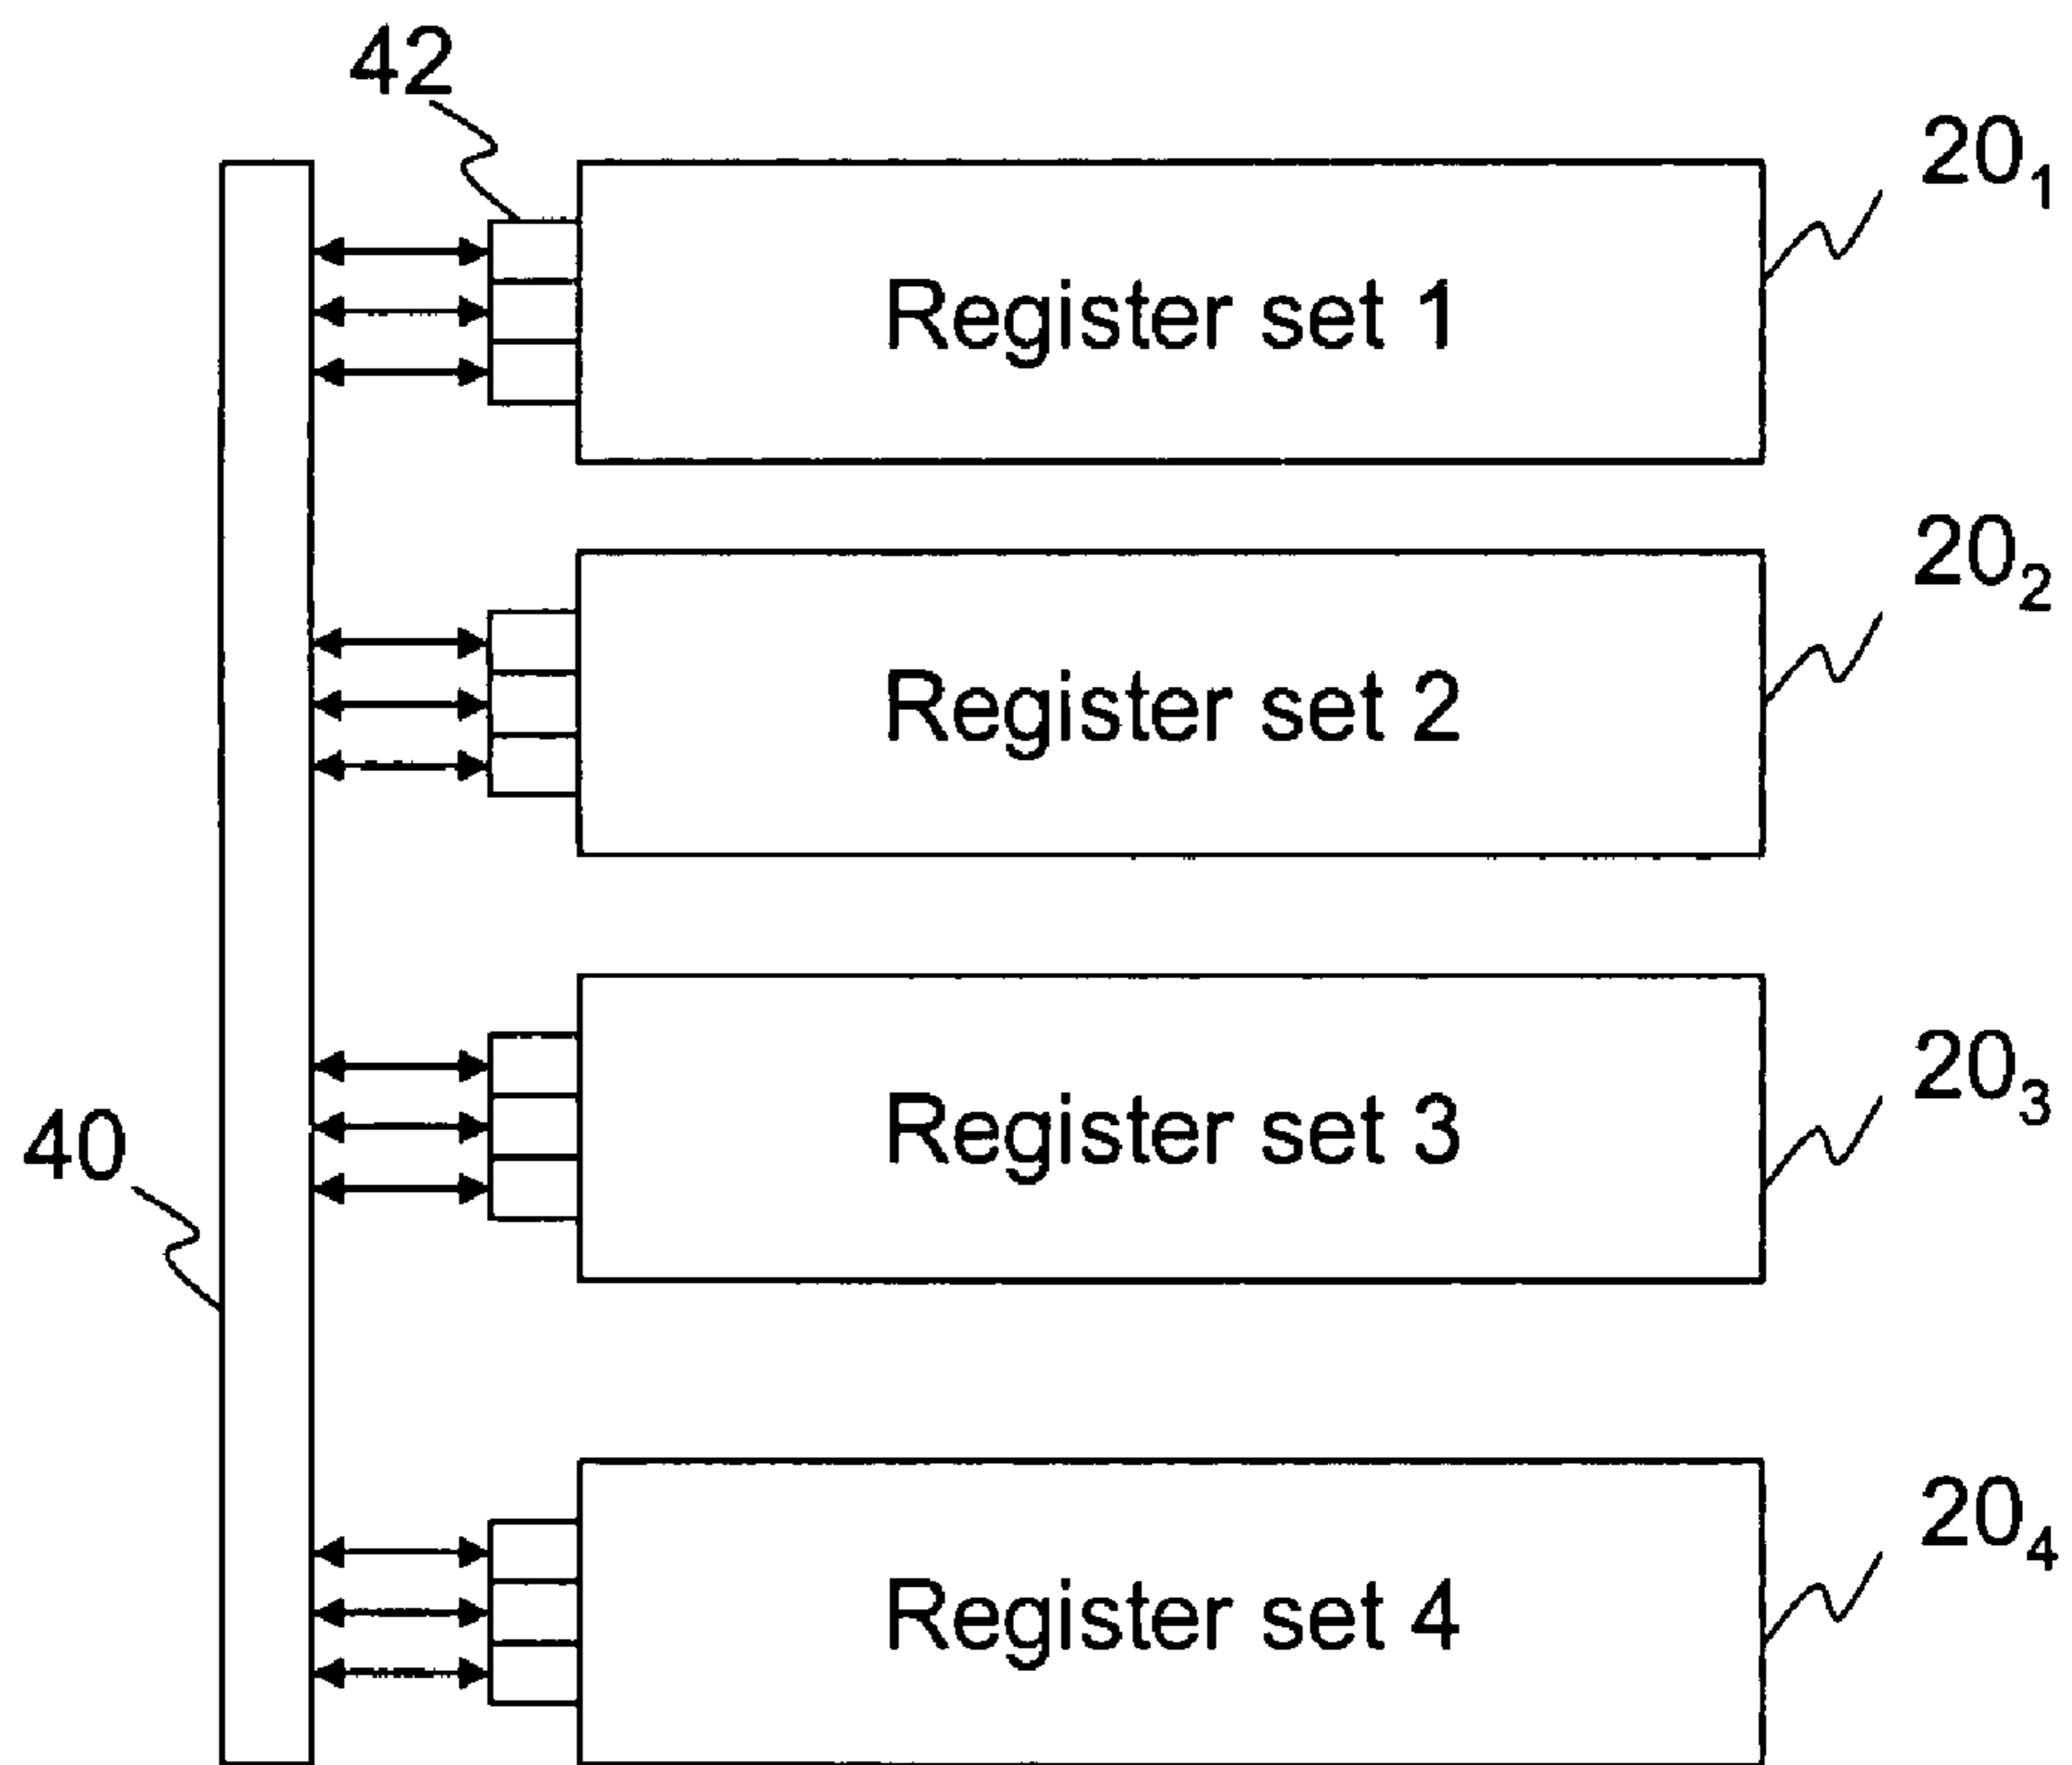 42
20₁
Register set 1
20₂
Register set 2
20₃
Register set 3
40
20₄
Register set 4